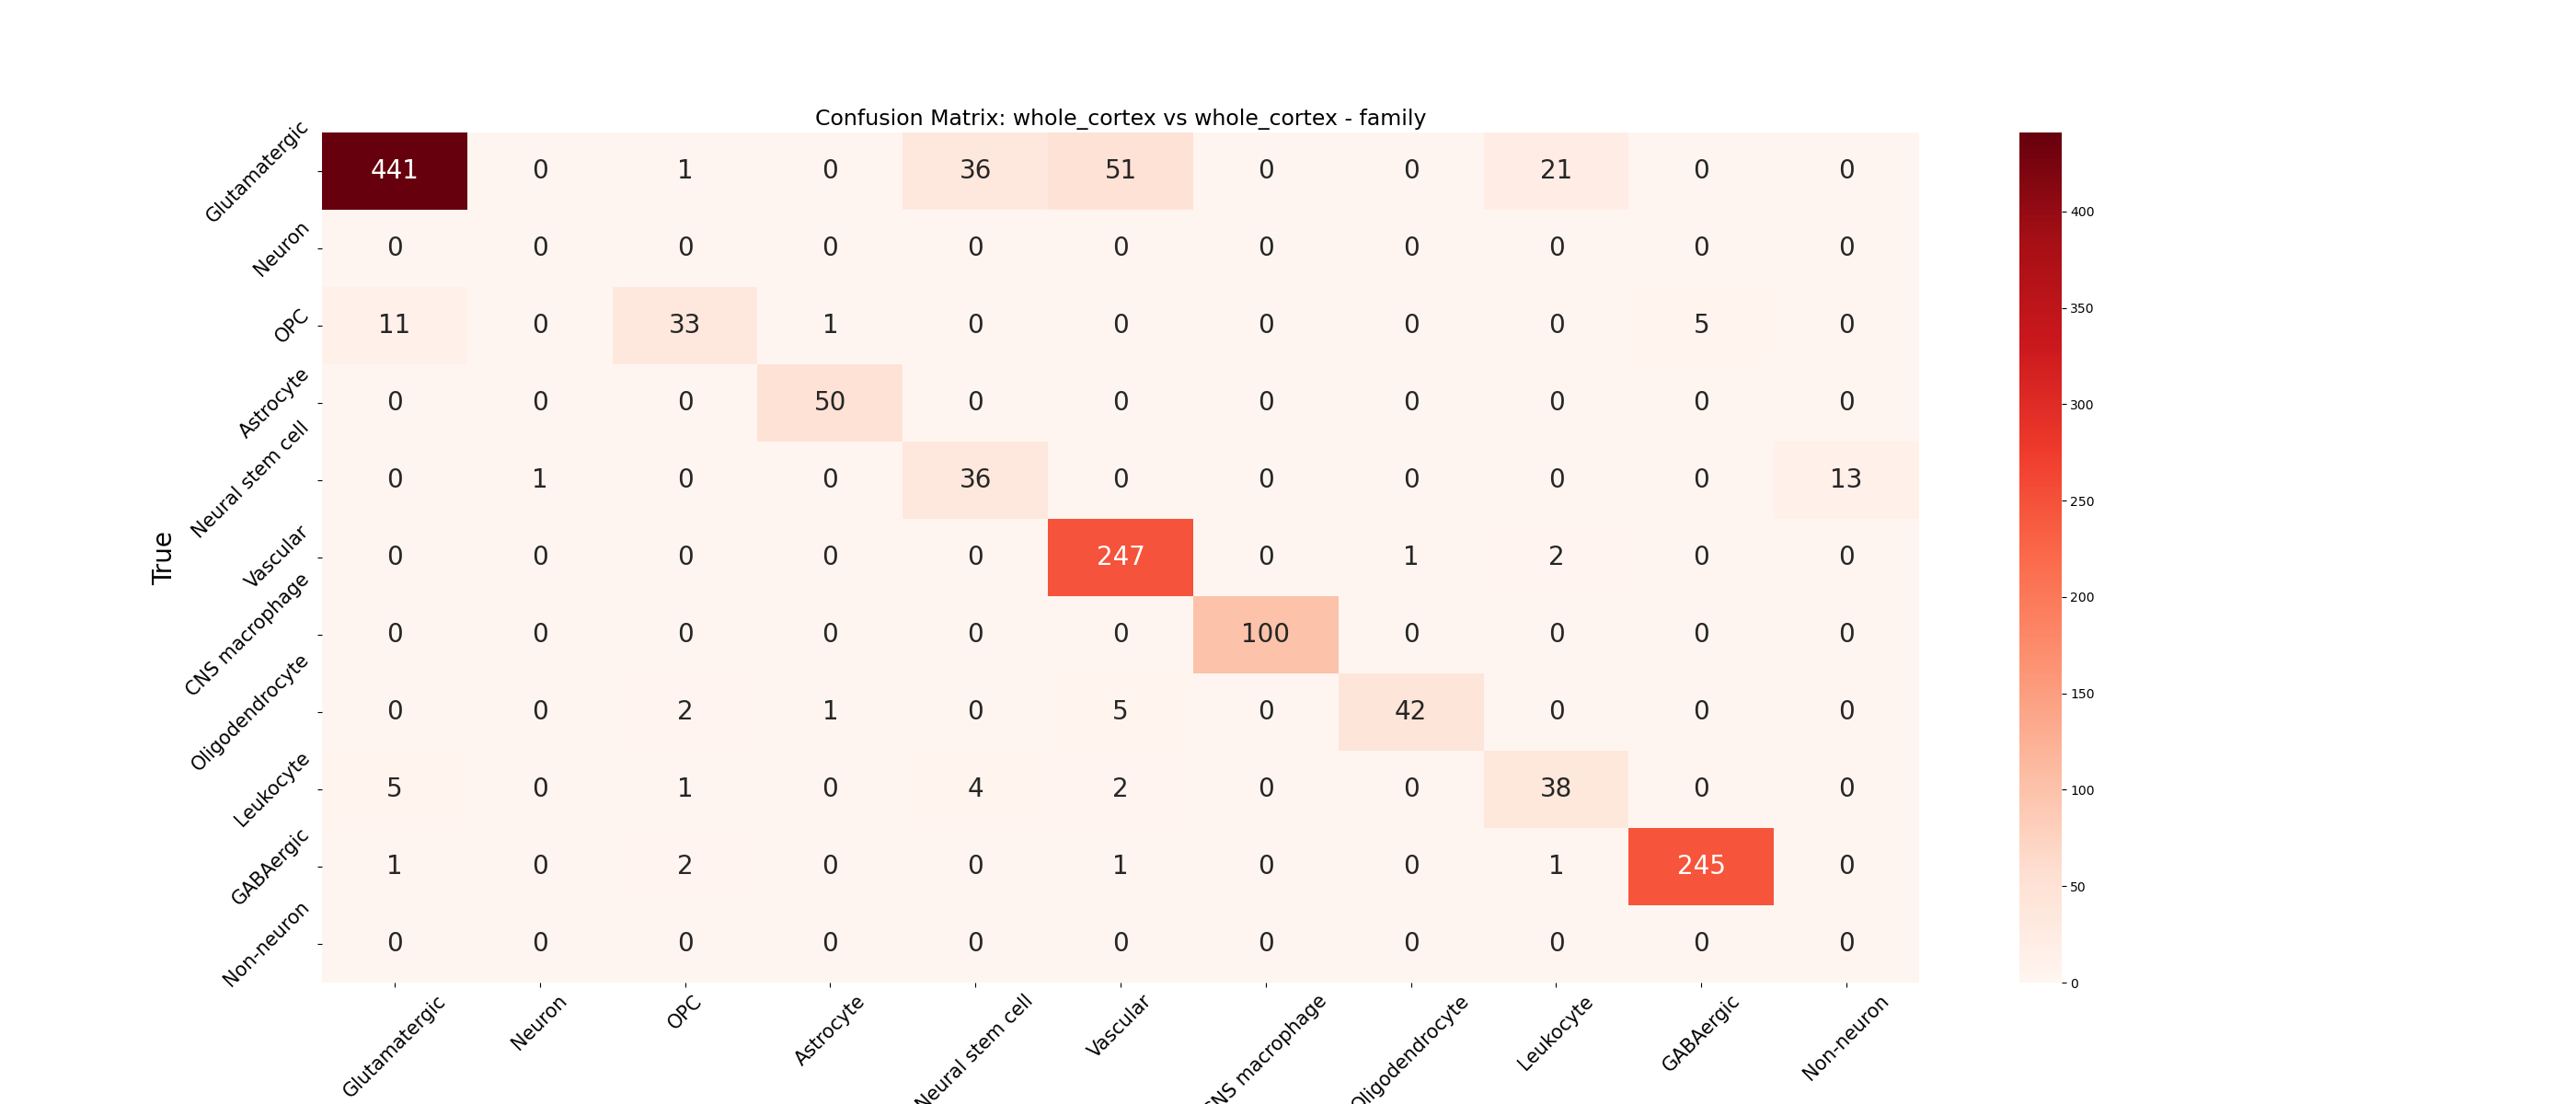 Confusion Matrix: whole_cortex vs whole_cortex - family
True
Glutamatergic 441 0 1 0 36 51 0 0 21 0 0
Neuron 0 0 0 0 0 0 0 0 0 0 0
OPC 11 0 33 1 0 0 0 0 0 5 0
Astrocyte 0 0 0 50 0 0 0 0 0 0 0
Neural stem cell 0 1 0 0 36 0 0 0 0 0 13
Vascular 0 0 0 0 0 247 0 1 2 0 0
CNS macrophage 0 0 0 0 0 0 100 0 0 0 0
Oligodendrocyte 0 0 2 1 0 5 0 42 0 0 0
Leukocyte 5 0 1 0 4 2 0 0 38 0 0
GABAergic 1 0 2 0 0 1 0 0 1 245 0
Non-neuron 0 0 0 0 0 0 0 0 0 0 0
Glutamatergic Neuron OPC Astrocyte Neural stem cell Vascular CNS macrophage Oligodendrocyte Leukocyte GABAergic Non-neuron
400
350
300
250
200
150
100
50
0